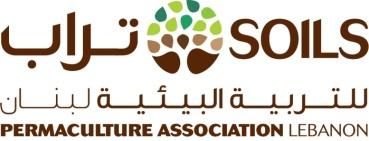 تراب SOILS
للتربية البيئية لبنان
PERMACULTURE ASSOCIATION LEBANON